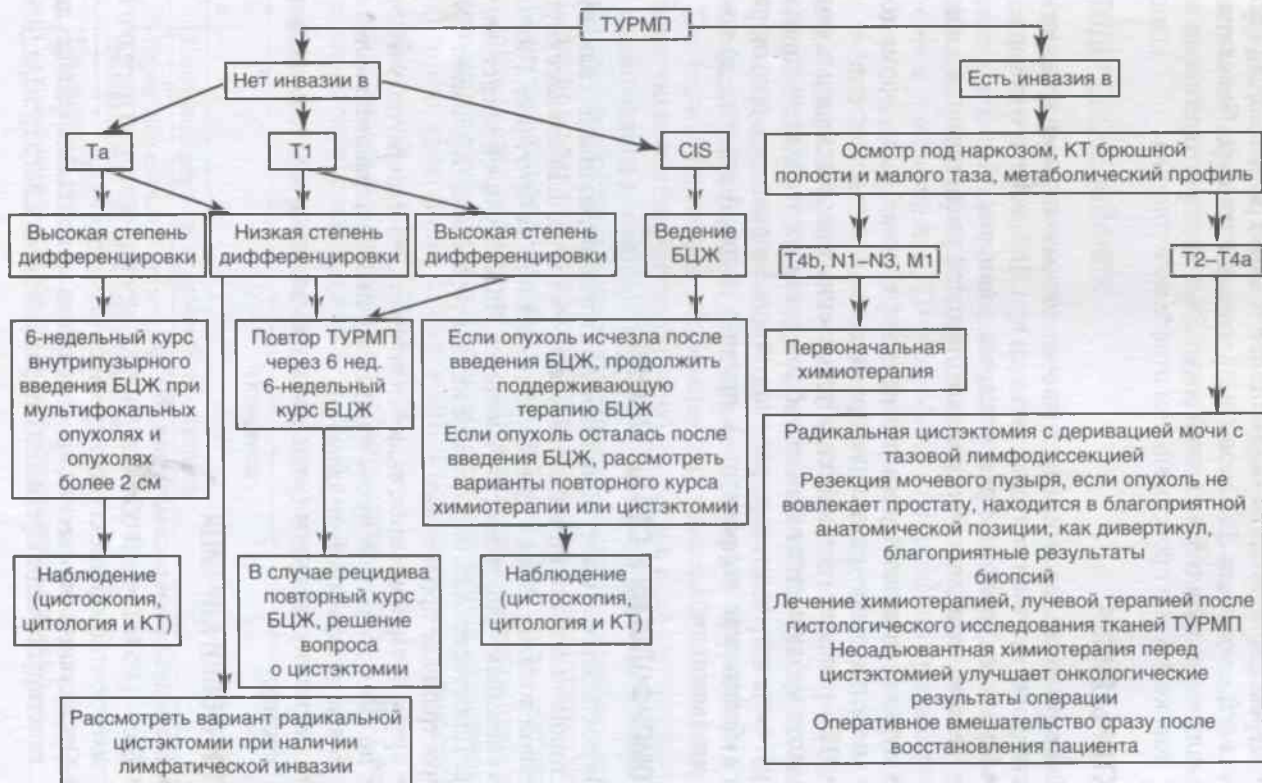 ТУРМП
Нет инвазии в
Есть инвазия в
Ta
T1
CIS
Осмотр под наркозом, КТ брюшной
полости и малого таза, метаболический профиль
Высокая степень
дифференцировки
Низкая степень
дифференцировки
Высокая степень
дифференцировки
Ведение
БЦЖ
T4b, N1–N3, M1
T2–T4a
6-недельный курс
внутрипузырного
введения БЦЖ при
мультифокальных
опухолях и
опухолях
более 2 см
Повтор ТУРМП
через 6 нед.
6-недельный
курс БЦЖ
Если опухоль исчезла после
введения БЦЖ, продолжить
поддерживающую
терапию БЦЖ
Если опухоль осталась после
введения БЦЖ, рассмотреть
варианты повторного курса
химиотерапии или цистэктомии
Первоначальная
химиотерапия
Радикальная цистэктомия с деривацией мочи с
тазовой лимфодиссекцией
Резекция мочевого пузыря, если опухоль не
вовлекает простату, находится в благоприятной
анатомической позиции, как дивертикул,
благоприятные результаты
биопсий
Лечение химиотерапией, лучевой терапией после
гистологического исследования тканей ТУРМП
Неоадъювантная химиотерапия перед
цистэктомией улучшает онкологические
результаты операции
Оперативное вмешательство сразу после
восстановления пациента
Наблюдение
(цистоскопия,
цитология и КТ)
В случае рецидива
повторный курс
БЦЖ, решение
вопроса
о цистэктомии
Наблюдение
(цистоскопия,
цитология и КТ)
Рассмотреть вариант радикальной
цистэктомии при наличии
лимфатической инвазии